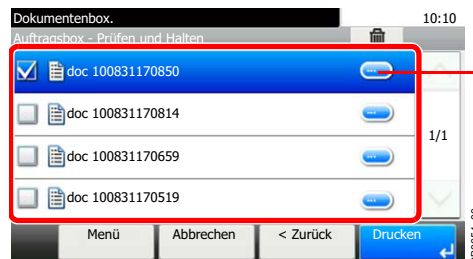 Dokumentenbox. 10:10
Auftragsbox - Prüfen und Halten
doc 100831170850
doc 100831170814
1/1
doc 100831170659
doc 100831170519
Menü Abbrechen < Zurück Drucken